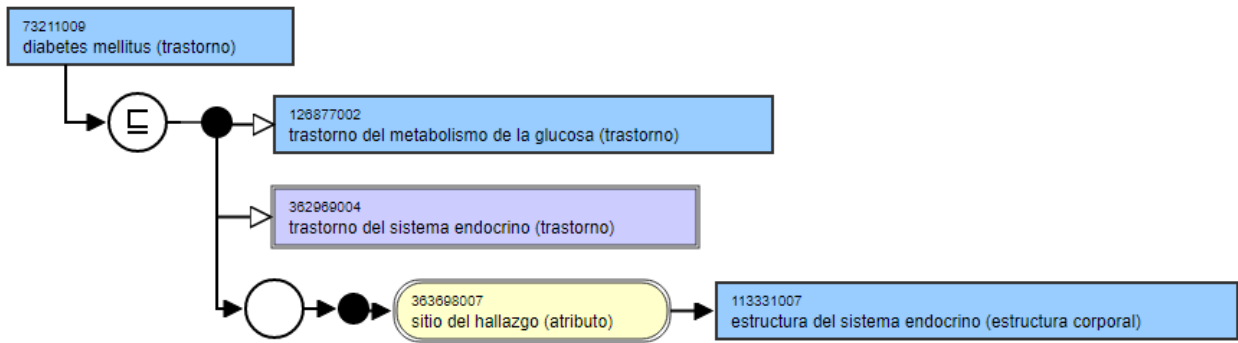 73211009
diabetes mellitus (trastorno)
⊑
126877002
trastorno del metabolismo de la glucosa (trastorno)
362969004
trastorno del sistema endocrino (trastorno)
363698007
sitio del hallazgo (atributo)
113331007
estructura del sistema endocrino (estructura corporal)